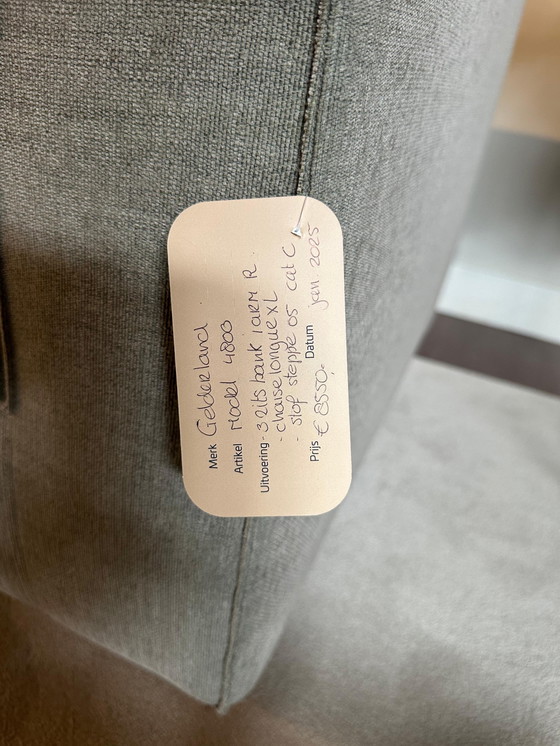 Merk Gelderland
Artikel Model 4800
Uitvoering - 3 zits bank 1 arm R.
- chaise longue XL
- stof steppe 05 cat C
Prijs € 8550,- Datum jan 2025